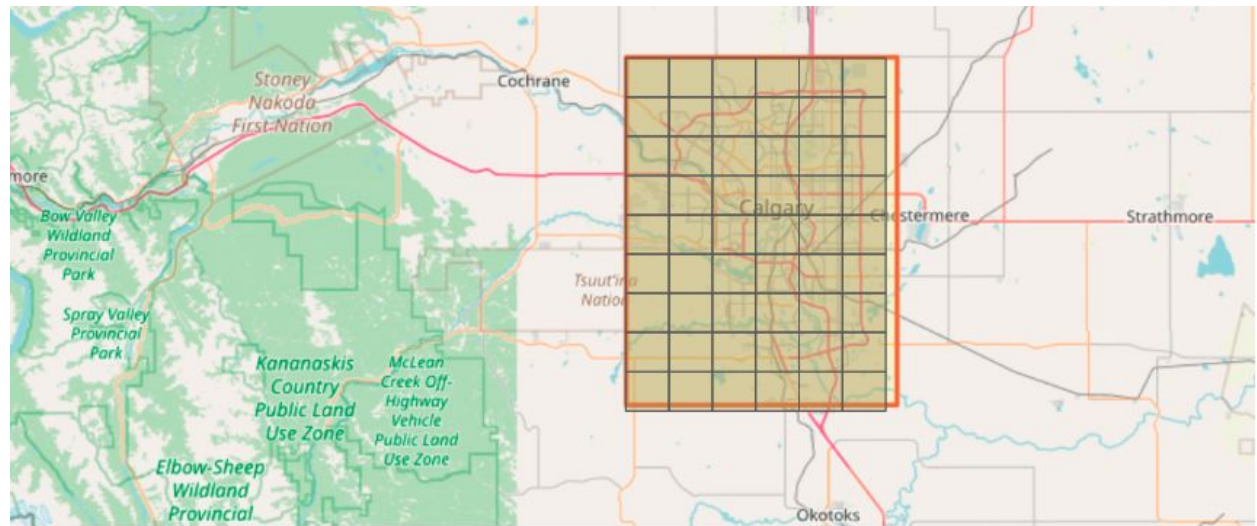 Cochrane
Stoney
Nakoda
First Nation
more
Bow Valley
Wildland
Provincial
Park
Calgary
Chestermere
Strathmore
Tsuut'ina
Nation
Spray Valley
Provincial
Park
Kananaskis
Country
Public Land
Use Zone
McLean
Creek Off-
Highway
Vehicle
Public Land
Use Zone
Elbow-Sheep
Wildland
Provincial
Okotoks